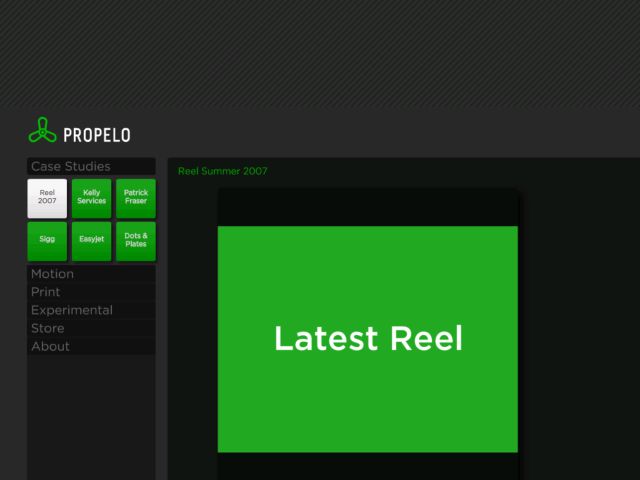 PROPELO
Case Studies
Reel
2007
Kelly
Services
Patrick
Fraser
Sigg
Easyjet
Dots &
Plates
Motion
Print
Experimental
Store
About
Reel Summer 2007
Latest Reel